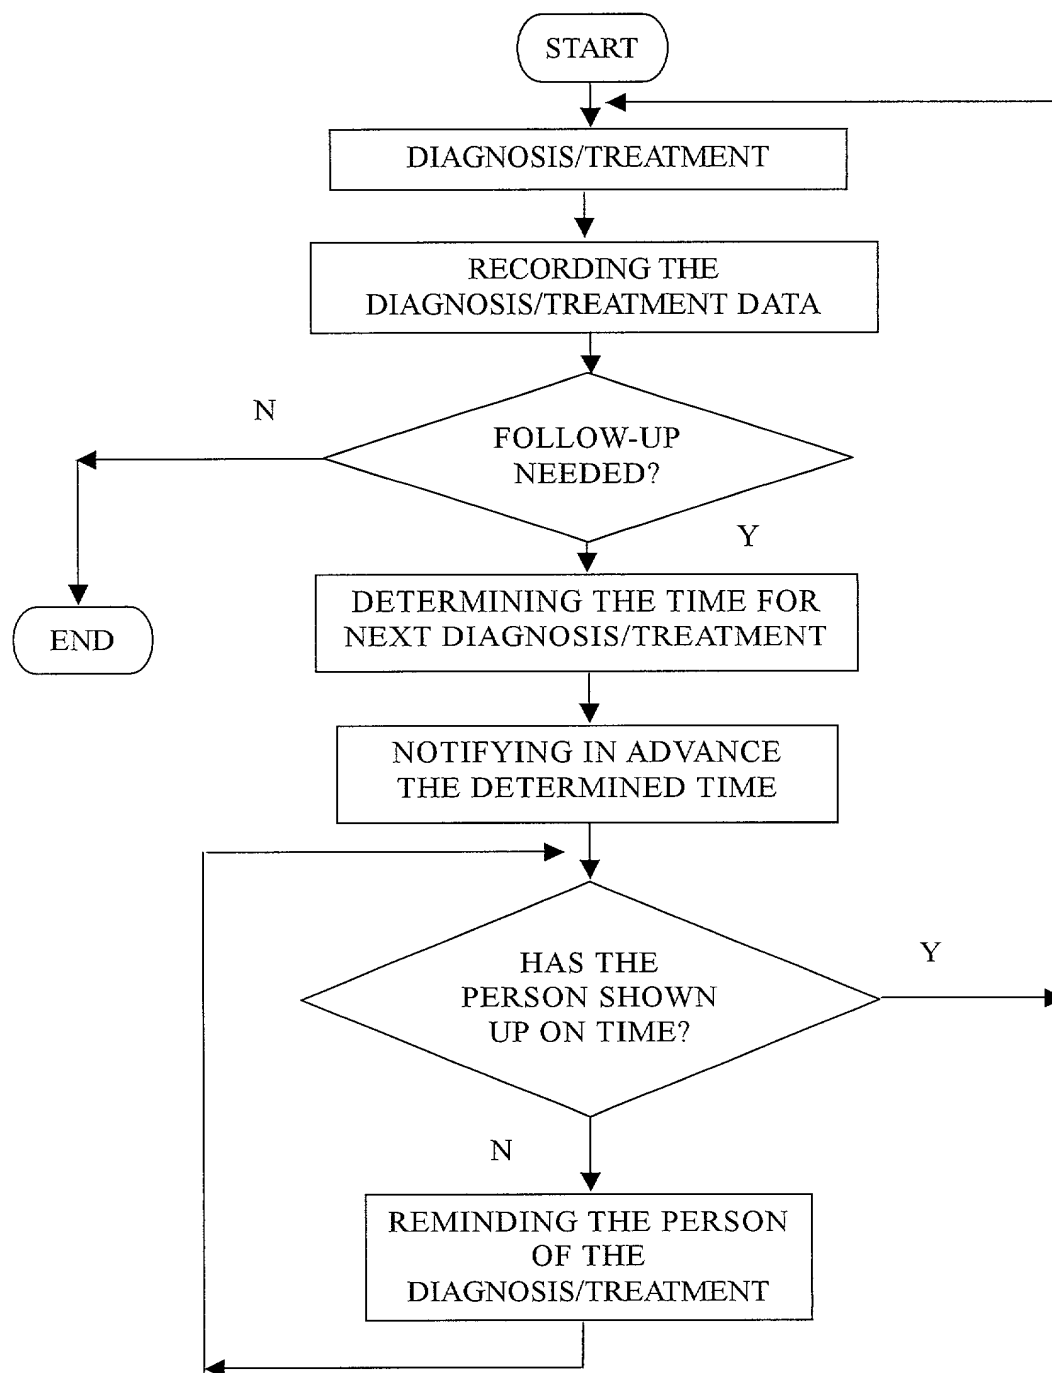 START
DIAGNOSIS/TREATMENT
RECORDING THE
DIAGNOSIS/TREATMENT DATA
N
FOLLOW-UP
NEEDED?
Y
DETERMINING THE TIME FOR
NEXT DIAGNOSIS/TREATMENT
END
NOTIFYING IN ADVANCE
THE DETERMINED TIME
HAS THE
PERSON SHOWN
UP ON TIME?
Y
N
REMINDING THE PERSON
OF THE
DIAGNOSIS/TREATMENT